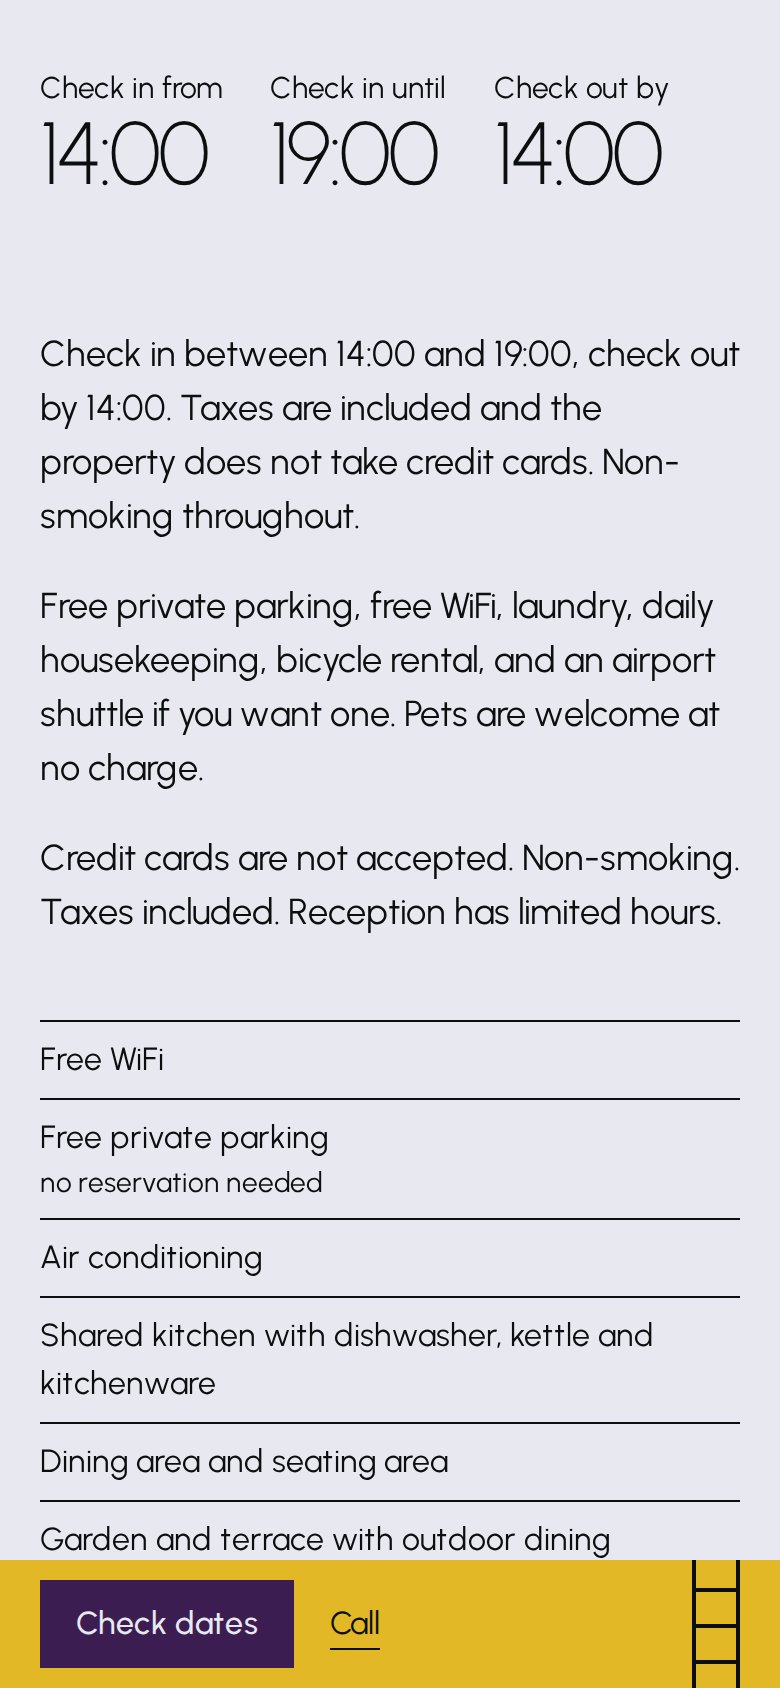 Check in from
14:00
Check in until
19:00
Check out by
14:00
Check in between 14:00 and 19:00, check out
by 14:00. Taxes are included and the
property does not take credit cards. Non-
smoking throughout.
Free private parking, free WiFi, laundry, daily
housekeeping, bicycle rental, and an airport
shuttle if you want one. Pets are welcome at
no charge.
Credit cards are not accepted. Non-smoking.
Taxes included. Reception has limited hours.
Free WiFi
Free private parking
no reservation needed
Air conditioning
Shared kitchen with dishwasher, kettle and
kitchenware
Dining area and seating area
Garden and terrace with outdoor dining
Check dates
Call